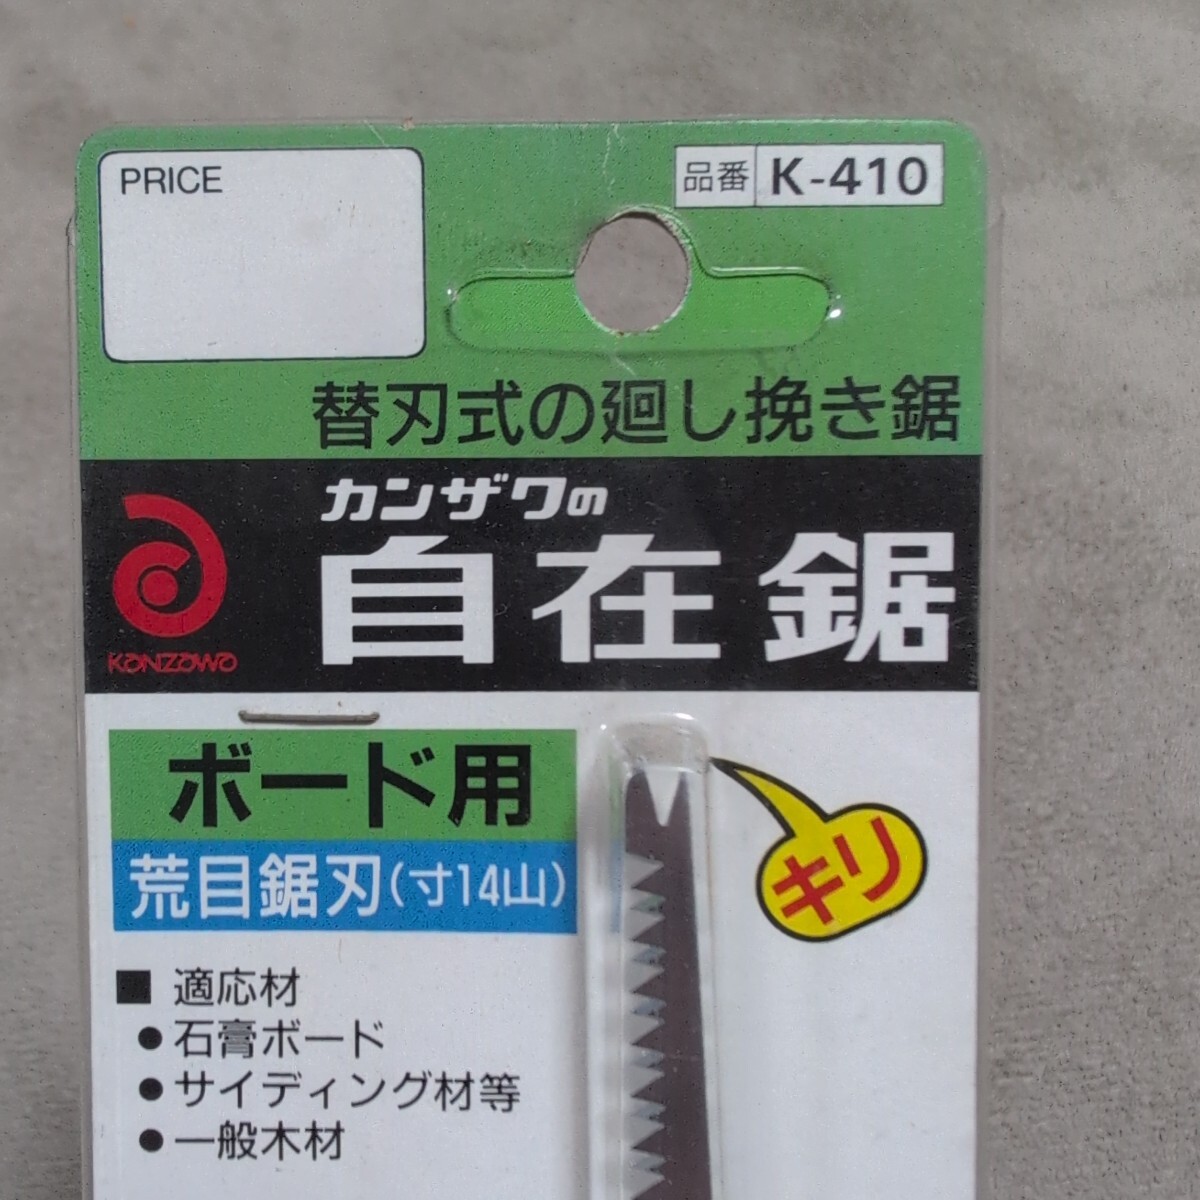 PRICE
品番 K-410
替刃式の廻し挽き鋸
カンザワの
自在鋸
KANZAWA
ボード用
荒目鋸刃(寸14山)
キリ
■ 適応材
●石膏ボード
●サイディング材等
●一般木材